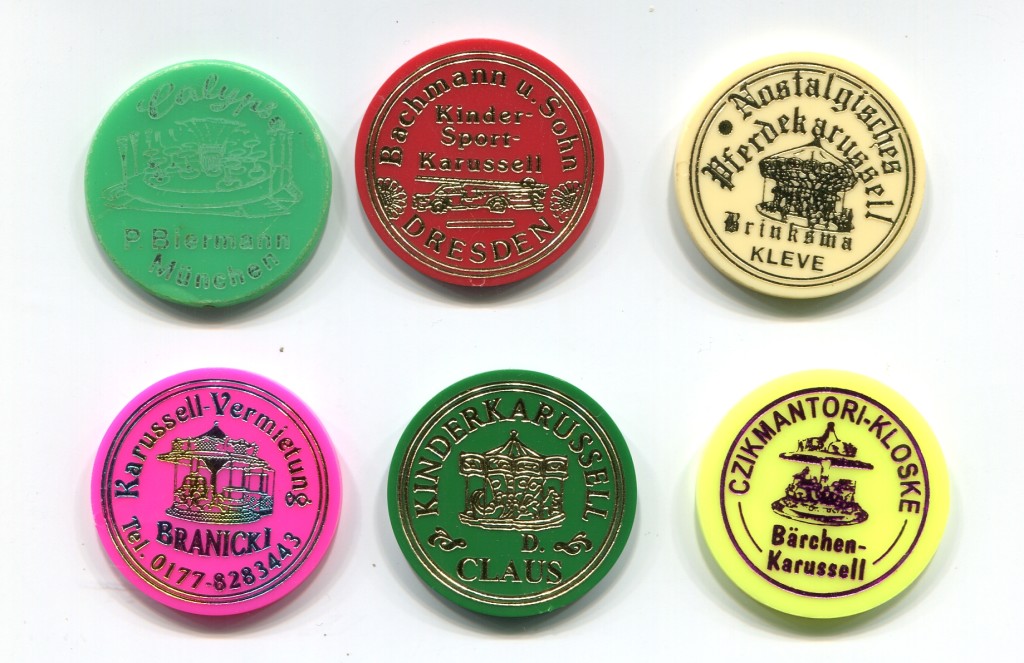 Calypso
P. Biermann
München
Bachmann u. Sohn
Kinder-
Sport-
Karussell
DRESDEN
Nostalgisches
Pferdekarussell
Brinksma
KLEVE
Karussell-Vermietung
BRANICKI
Tel. 0177-8283443
KINDERKARUSSELL
D.
CLAUS
CZIKMANTORI-KLOSKE
Bärchen-
Karussell